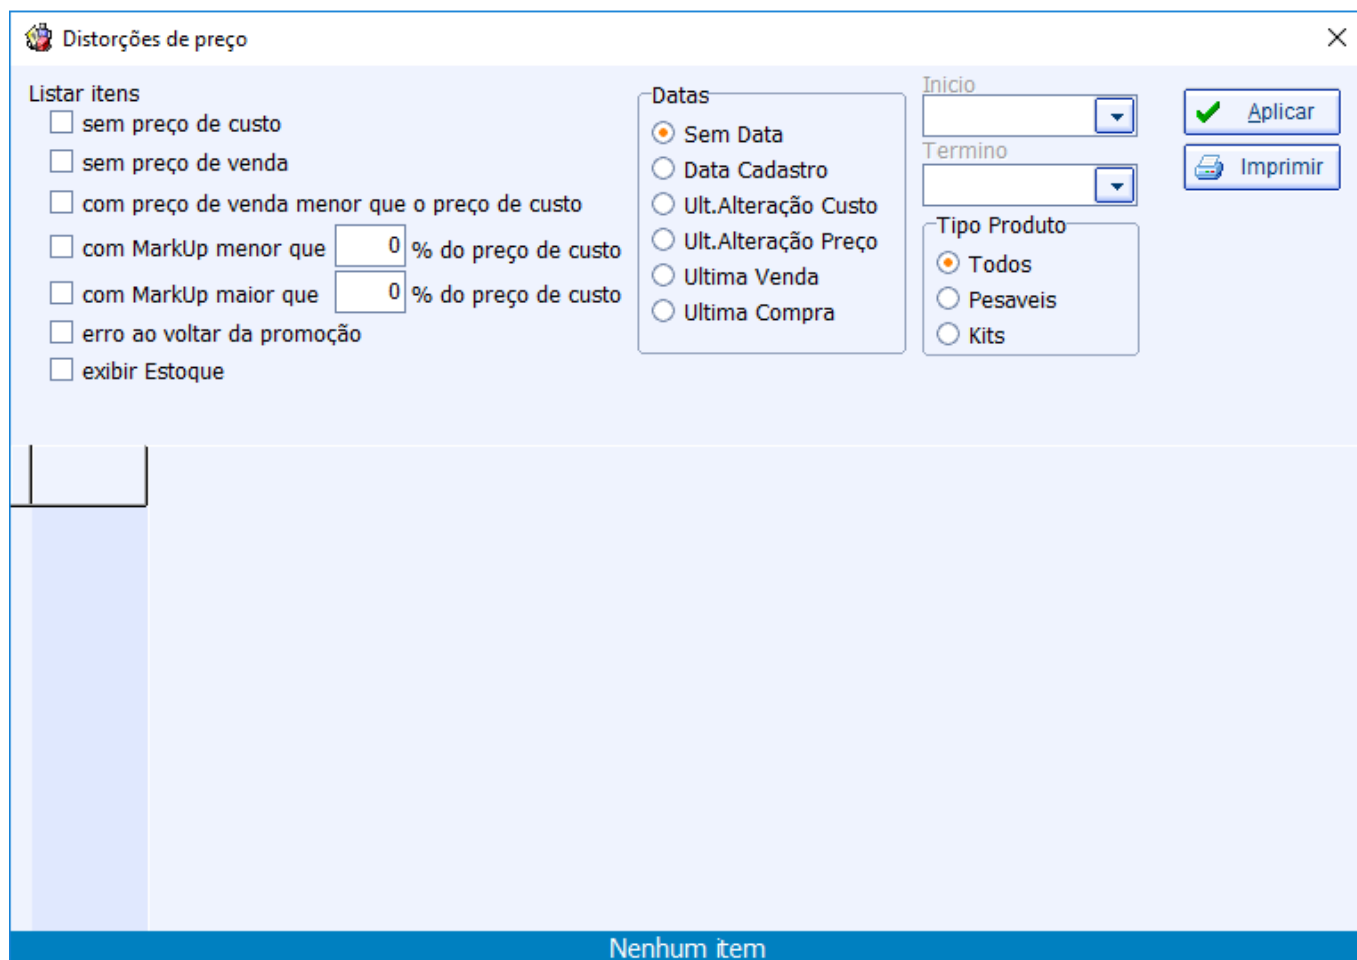 Distorções de preço
Listar itens
sem preço de custo
sem preço de venda
com preço de venda menor que o preço de custo
com MarkUp menor que 0 % do preço de custo
com MarkUp maior que 0 % do preço de custo
erro ao voltar da promoção
exibir Estoque
Datas
Sem Data
Data Cadastro
Ult.Alteração Custo
Ult.Alteração Preço
Ultima Venda
Ultima Compra
Inicio
Termino
Tipo Produto
Todos
Pesaveis
Kits
Aplicar
Imprimir
Nenhum item